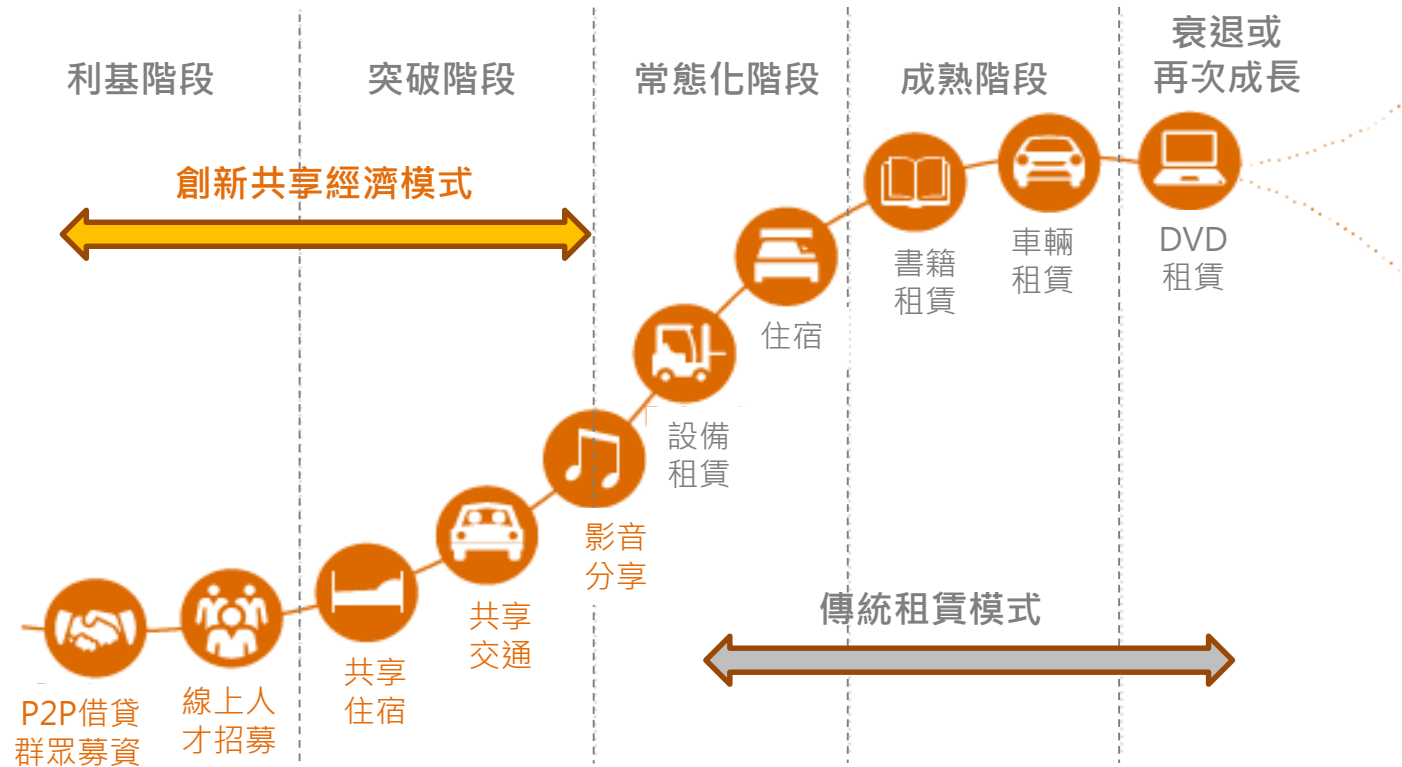 利基階段
突破階段
常態化階段
成熟階段
衰退或
再次成長
創新共享經濟模式
P2P借貸
群眾募資
線上人
才招募
共享
住宿
共享
交通
影音
分享
設備
租賃
住宿
書籍
租賃
車輛
租賃
DVD
租賃
傳統租賃模式